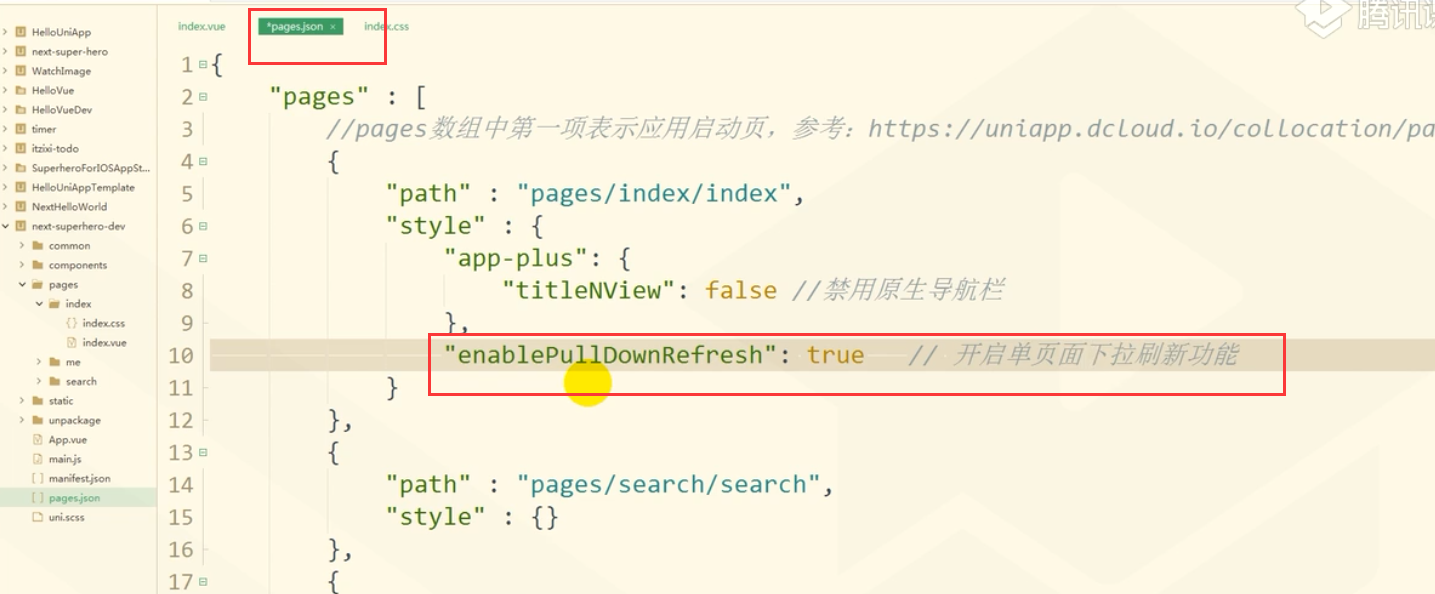 HelloUniApp
next-super-hero
WatchImage
HelloVue
HelloVueDev
timer
itzixi-todo
SuperheroForIOSAppSt...
HelloUniAppTemplate
NextHelloWorld
next-superhero-dev
common
components
pages
index
index.css
index.vue
me
search
static
unpackage
App.vue
main.js
manifest.json
pages.json
uni.scss
index.vue
*pages.json ×
index.css
腾讯课
1 {
2 "pages" : [
3 //pages数组中第一项表示应用启动页，参考：https://uniapp.dcloud.io/collocation/pa
4 {
5 "path" : "pages/index/index",
6 "style" : {
7 "app-plus": {
8 "titleNView": false //禁用原生导航栏
9 },
10 "enablePullDownRefresh": true // 开启单页面下拉刷新功能
11 }
12 },
13 {
14 "path" : "pages/search/search",
15 "style" : {}
16 },
17 {